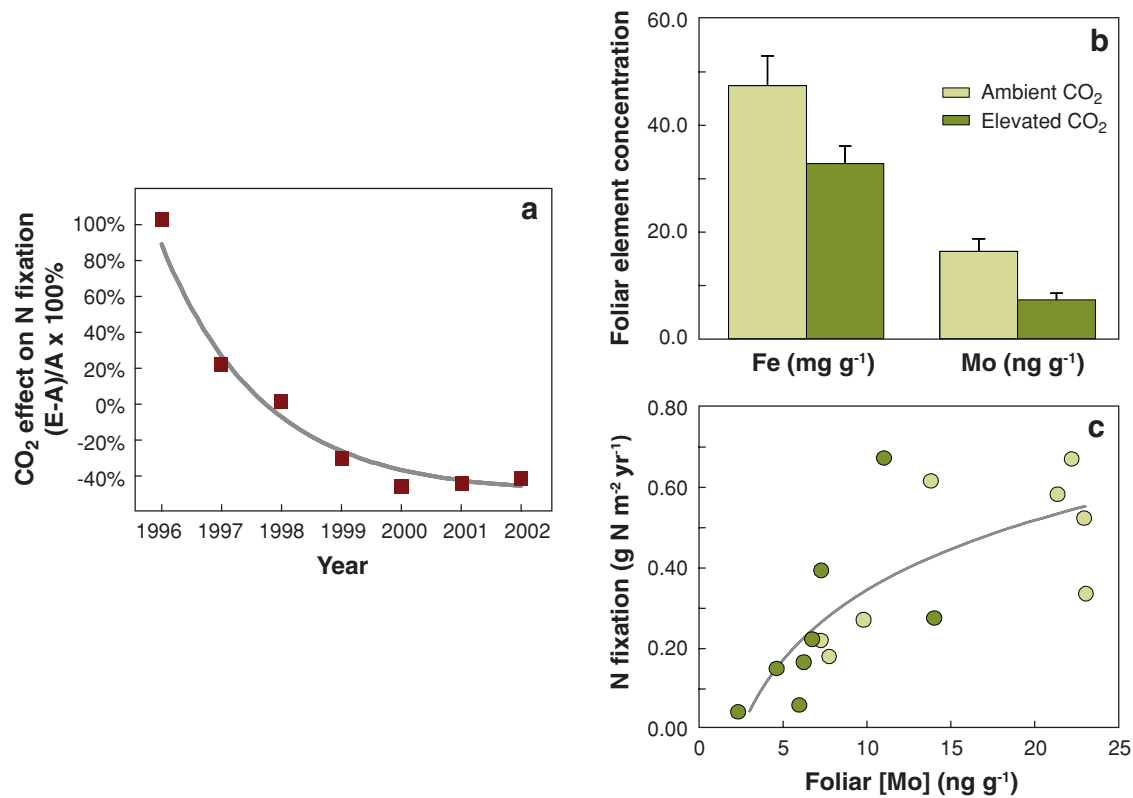 a
CO₂ effect on N fixation
(E-A)/A x 100%
100%
80%
60%
40%
20%
0%
-20%
-40%
1996 1997 1998 1999 2000 2001 2002
Year
b
Foliar element concentration
60.0
40.0
20.0
0.0
Ambient CO₂
Elevated CO₂
Fe (mg g⁻¹) Mo (ng g⁻¹)
c
N fixation (g N m⁻² yr⁻¹)
0.80
0.60
0.40
0.20
0.00
0 5 10 15 20 25
Foliar [Mo] (ng g⁻¹)